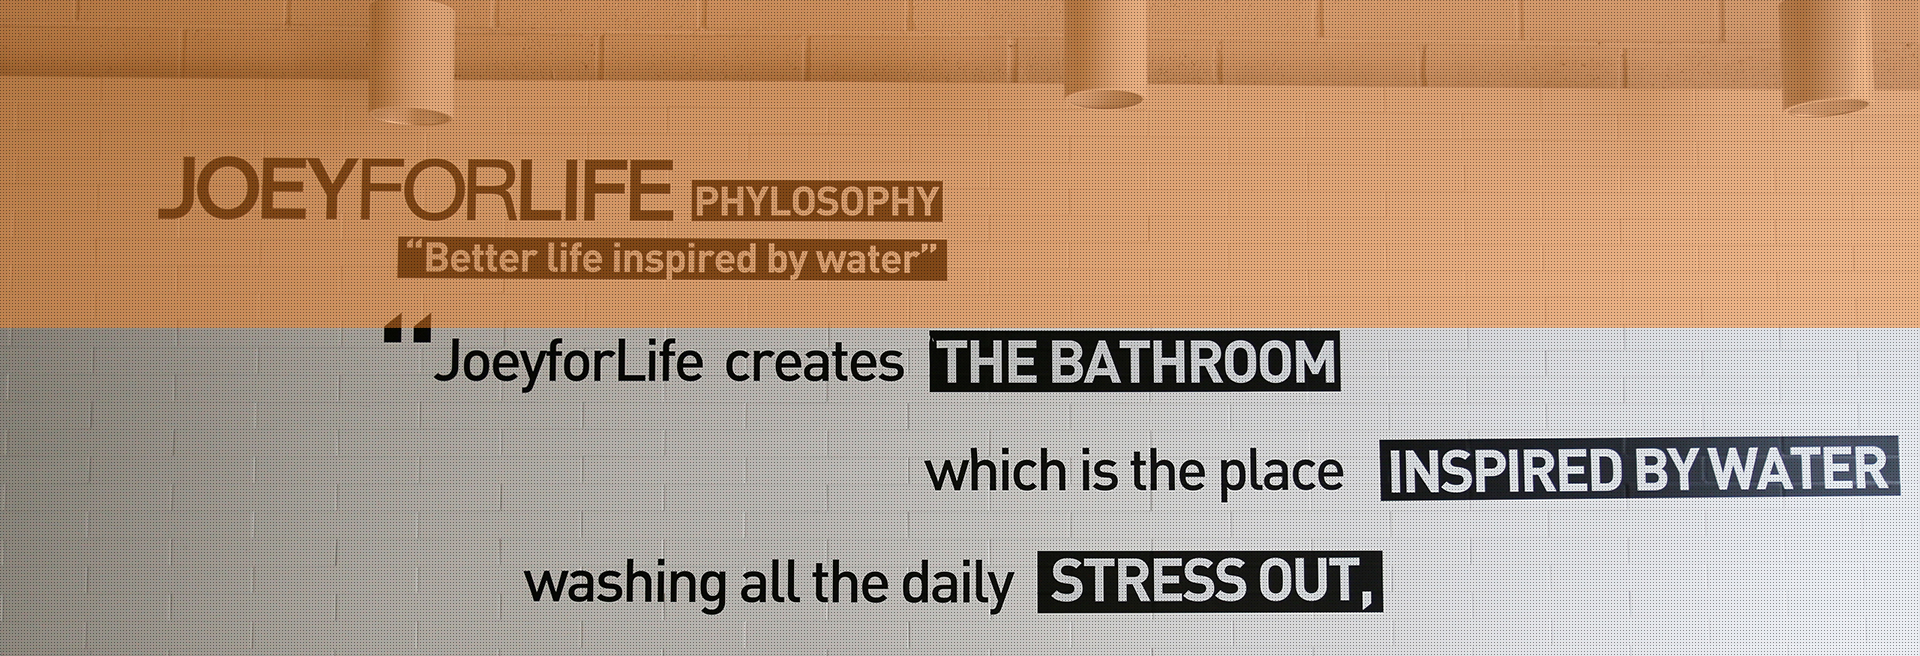 JOEYFORLIFE PHYLOSOPHY
“Better life inspired by water”
“JoeyforLife creates THE BATHROOM
which is the place INSPIRED BY WATER
washing all the daily STRESS OUT,